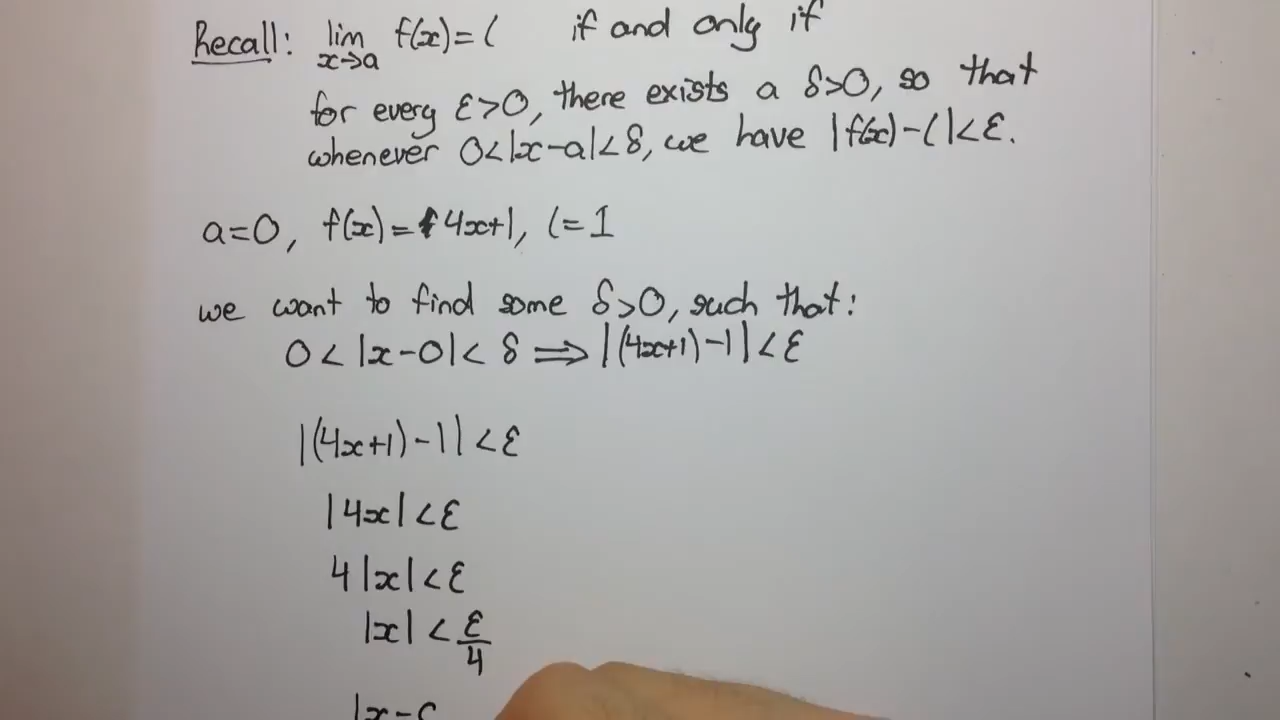 Recall: lim x→a f(x)=l if and only if
for every ε>0, there exists a δ>0, so that
whenever 0<|x-a|<δ, we have |f(x)-l|<ε.
a=0, f(x)= 4x+1, l=1
we want to find some δ>0, such that:
0<|x-0|<δ ⟹ |(4x+1)-1|<ε
|(4x+1)-1|<ε
|4x|<ε
4|x|<ε
|x|<ε/4
|x-